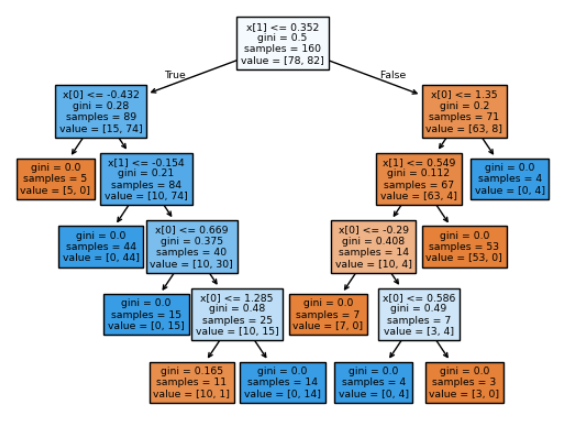 x[1] <= 0.352
gini = 0.5
samples = 160
value = [78, 82]
True
False
x[0] <= -0.432
gini = 0.28
samples = 89
value = [15, 74]
x[0] <= 1.35
gini = 0.2
samples = 71
value = [63, 8]
gini = 0.0
samples = 5
value = [5, 0]
x[1] <= -0.154
gini = 0.21
samples = 84
value = [10, 74]
x[1] <= 0.549
gini = 0.112
samples = 67
value = [63, 4]
gini = 0.0
samples = 4
value = [0, 4]
gini = 0.0
samples = 44
value = [0, 44]
x[0] <= 0.669
gini = 0.375
samples = 40
value = [10, 30]
x[0] <= -0.29
gini = 0.408
samples = 14
value = [10, 4]
gini = 0.0
samples = 53
value = [53, 0]
gini = 0.0
samples = 15
value = [0, 15]
x[0] <= 1.285
gini = 0.48
samples = 25
value = [10, 15]
gini = 0.0
samples = 7
value = [7, 0]
x[0] <= 0.586
gini = 0.49
samples = 7
value = [3, 4]
gini = 0.165
samples = 11
value = [10, 1]
gini = 0.0
samples = 14
value = [0, 14]
gini = 0.0
samples = 4
value = [0, 4]
gini = 0.0
samples = 3
value = [3, 0]